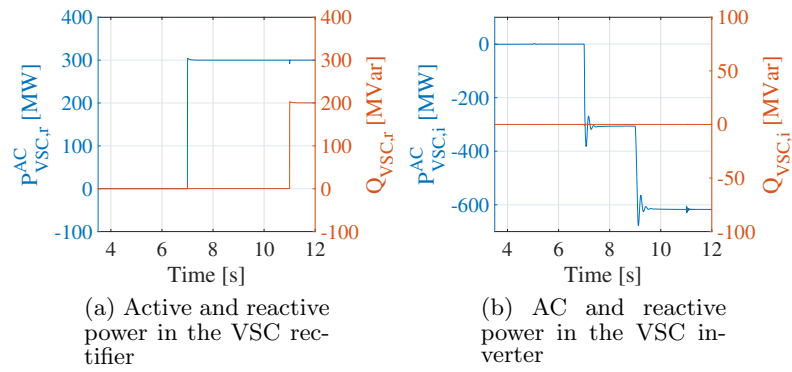 400
300
200
100
0
-100
P^AC_VSC,r [MW]
400
300
200
100
0
-100
Q_VSC,r [MVar]
4 6 8 10 12
Time [s]
(a) Active and reactive
power in the VSC rec-
tifier
0
-200
-400
-600
P^AC_VSC,i [MW]
100
50
0
-50
-100
Q_VSC,i [MVar]
4 6 8 10 12
Time [s]
(b) AC and reactive
power in the VSC in-
verter